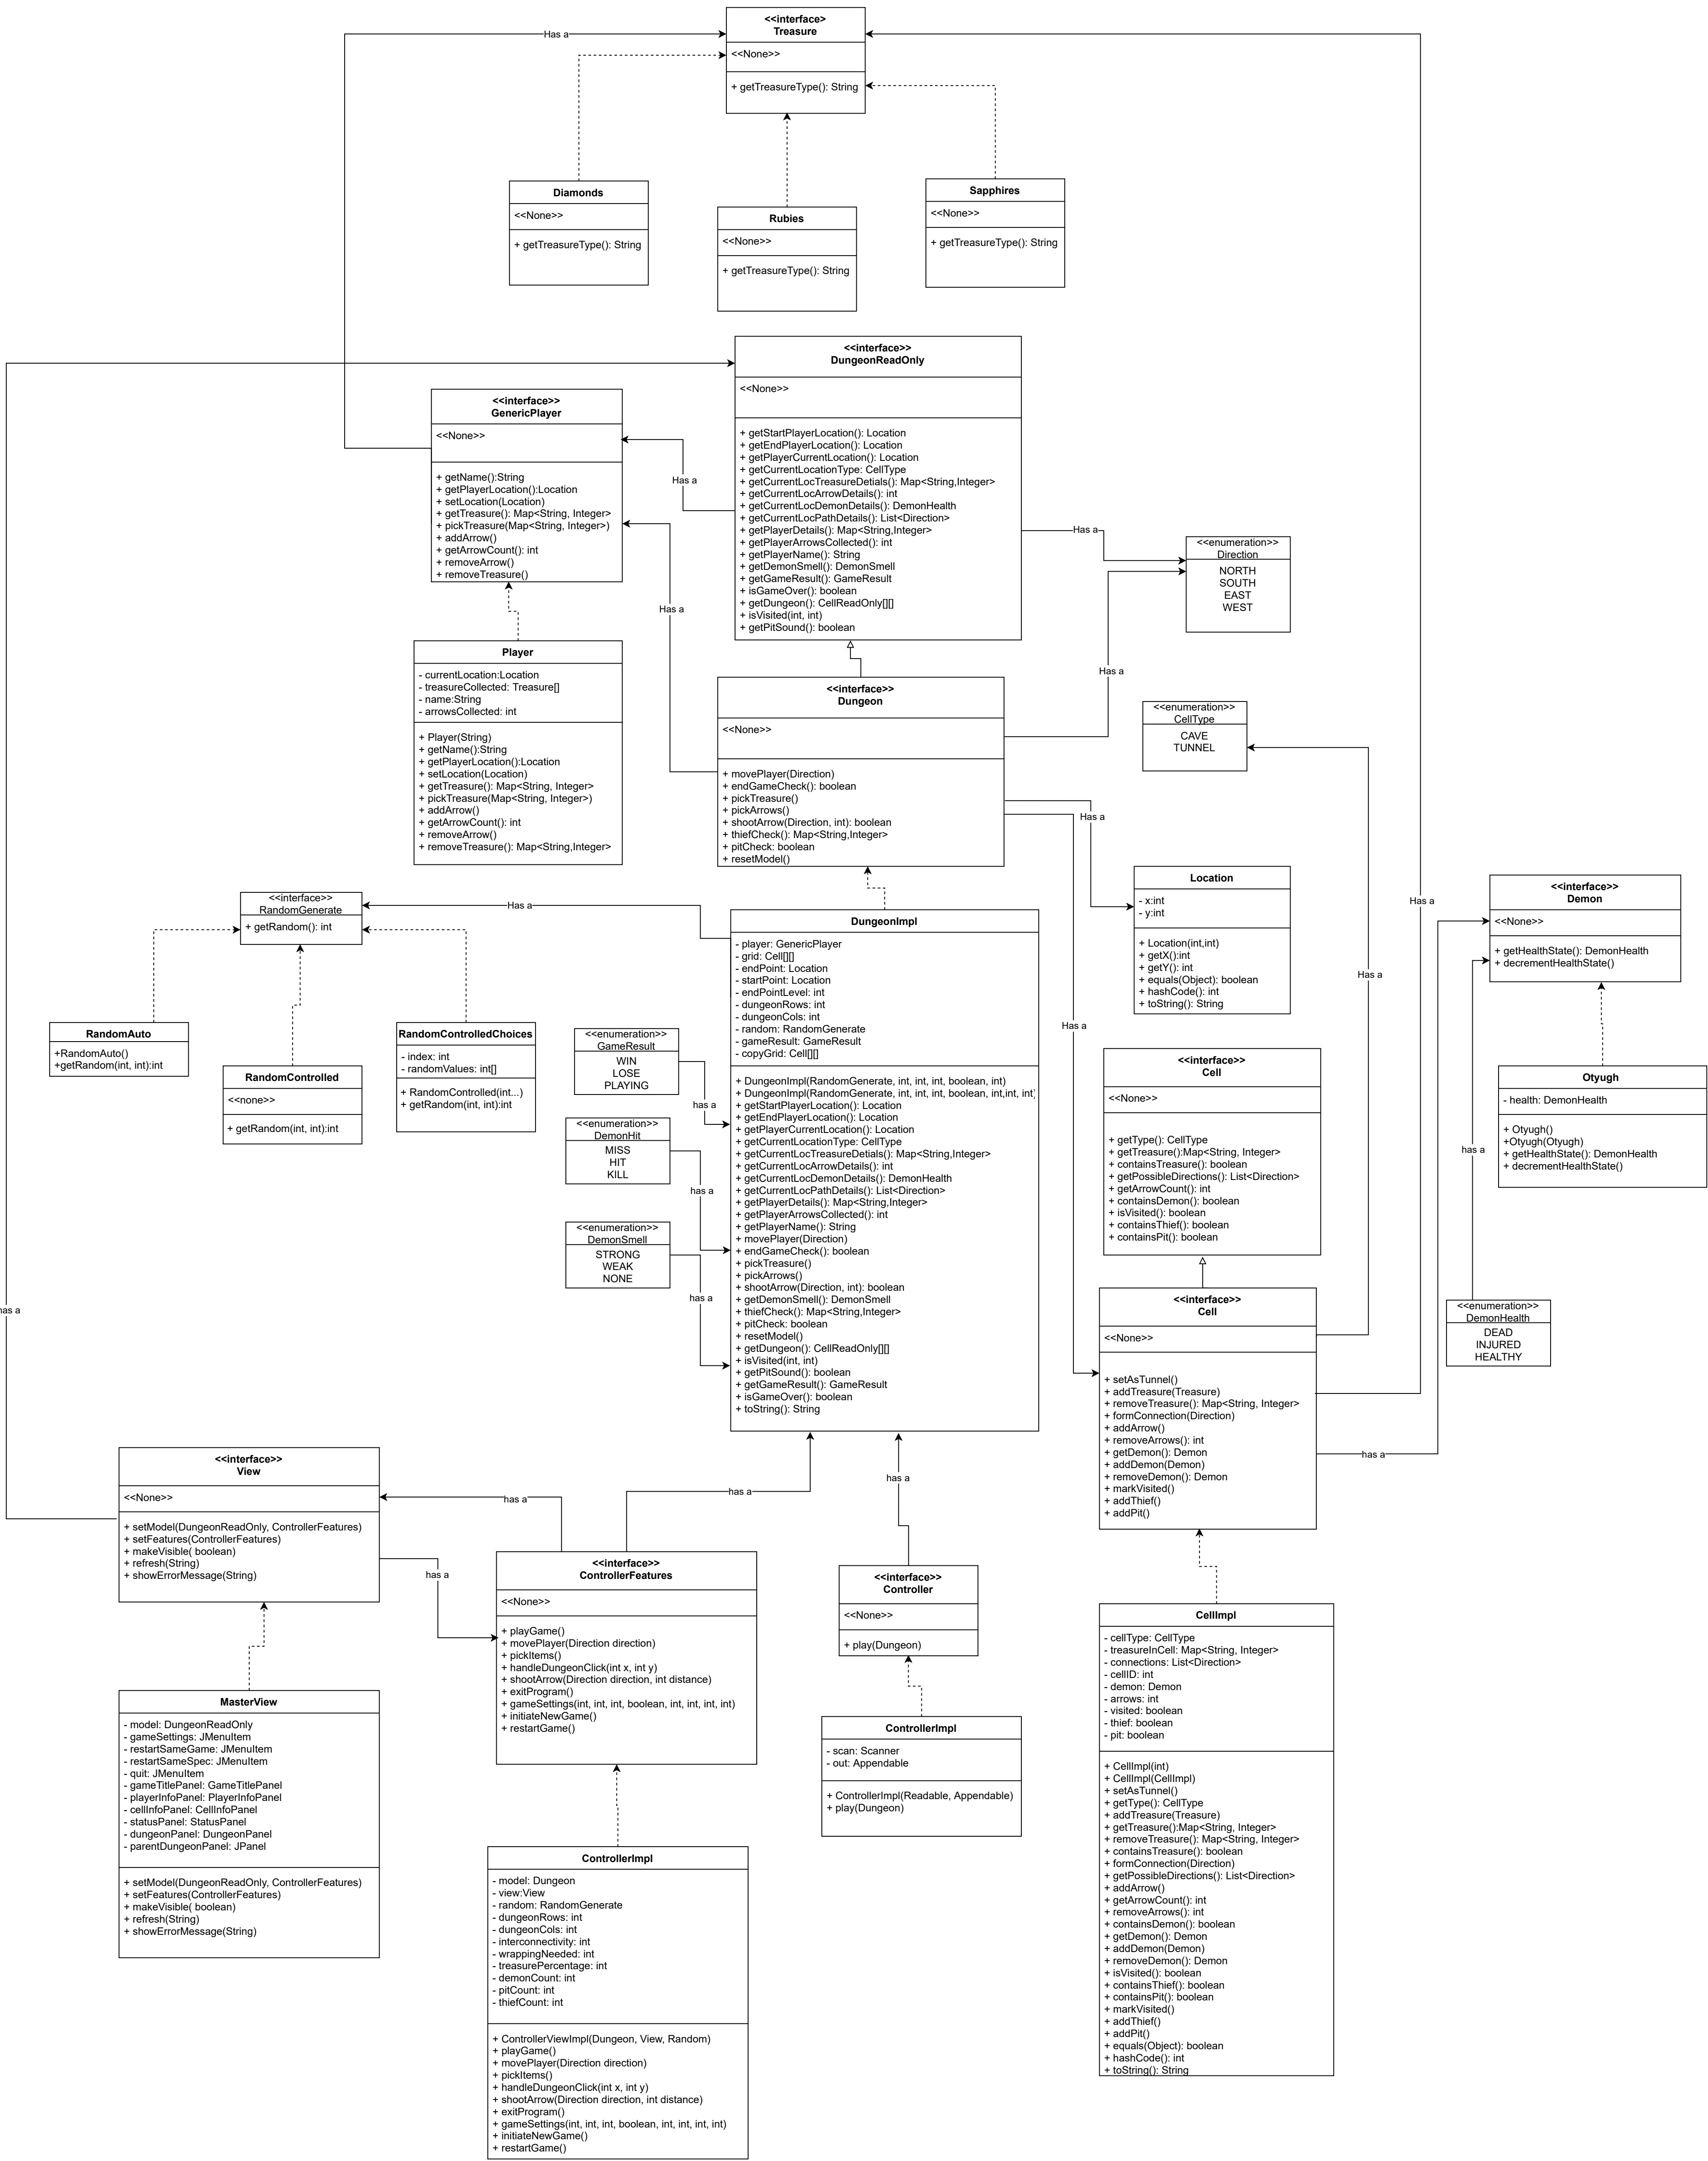 <<interface>
Treasure
<<None>>
+ getTreasureType(): String
Has a
Diamonds
<<None>>
+ getTreasureType(): String
Rubies
<<None>>
+ getTreasureType(): String
Sapphires
<<None>>
+ getTreasureType(): String
<<interface>>
DungeonReadOnly
<<None>>
+ getStartPlayerLocation(): Location
+ getEndPlayerLocation(): Location
+ getPlayerCurrentLocation(): Location
+ getCurrentLocationType: CellType
+ getCurrentLocTreasureDetials(): Map<String,Integer>
+ getCurrentLocArrowDetails(): int
+ getCurrentLocDemonDetails(): DemonHealth
+ getCurrentLocPathDetails(): List<Direction>
+ getPlayerDetails(): Map<String,Integer>
+ getPlayerArrowsCollected(): int
+ getPlayerName(): String
+ getDemonSmell(): DemonSmell
+ getGameResult(): GameResult
+ isGameOver(): boolean
+ getDungeon(): CellReadOnly[][]
+ isVisited(int, int)
+ getPitSound(): boolean
<<interface>>
GenericPlayer
<<None>>
+ getName():String
+ getPlayerLocation():Location
+ setLocation(Location)
+ getTreasure(): Map<String, Integer>
+ pickTreasure(Map<String, Integer>)
+ addArrow()
+ getArrowCount(): int
+ removeArrow()
+ removeTreasure()
Has a
Has a
Has a
<<enumeration>>
Direction
NORTH
SOUTH
EAST
WEST
Player
- currentLocation:Location
- treasureCollected: Treasure[]
- name:String
- arrowsCollected: int
+ Player(String)
+ getName():String
+ getPlayerLocation():Location
+ setLocation(Location)
+ getTreasure(): Map<String, Integer>
+ pickTreasure(Map<String, Integer>)
+ addArrow()
+ getArrowCount(): int
+ removeArrow()
+ removeTreasure(): Map<String,Integer>
<<interface>>
Dungeon
<<None>>
+ movePlayer(Direction)
+ endGameCheck(): boolean
+ pickTreasure()
+ pickArrows()
+ shootArrow(Direction, int): boolean
+ thiefCheck(): Map<String,Integer>
+ pitCheck: boolean
+ resetModel()
Has a
<<enumeration>>
CellType
CAVE
TUNNEL
Has a
Location
- x:int
- y:int
+ Location(int,int)
+ getX():int
+ getY(): int
+ equals(Object): boolean
+ hashCode(): int
+ toString(): String
Has a
<<interface>>
Demon
<<None>>
+ getHealthState(): DemonHealth
+ decrementHealthState()
<<interface>>
RandomGenerate
+ getRandom(): int
Has a
DungeonImpl
- player: GenericPlayer
- grid: Cell[][]
- endPoint: Location
- startPoint: Location
- endPointLevel: int
- dungeonRows: int
- dungeonCols: int
- random: RandomGenerate
- gameResult: GameResult
- copyGrid: Cell[][]
+ DungeonImpl(RandomGenerate, int, int, int, boolean, int)
+ DungeonImpl(RandomGenerate, int, int, int, boolean, int,int, int)
+ getStartPlayerLocation(): Location
+ getEndPlayerLocation(): Location
+ getPlayerCurrentLocation(): Location
+ getCurrentLocationType: CellType
+ getCurrentLocTreasureDetials(): Map<String,Integer>
+ getCurrentLocArrowDetails(): int
+ getCurrentLocDemonDetails(): DemonHealth
+ getCurrentLocPathDetails(): List<Direction>
+ getPlayerDetails(): Map<String,Integer>
+ getPlayerArrowsCollected(): int
+ getPlayerName(): String
+ movePlayer(Direction)
+ endGameCheck(): boolean
+ pickTreasure()
+ pickArrows()
+ shootArrow(Direction, int): boolean
+ getDemonSmell(): DemonSmell
+ thiefCheck(): Map<String,Integer>
+ pitCheck: boolean
+ resetModel()
+ getDungeon(): CellReadOnly[][]
+ isVisited(int, int)
+ getPitSound(): boolean
+ getGameResult(): GameResult
+ isGameOver(): boolean
+ toString(): String
Has a
RandomAuto
+RandomAuto()
+getRandom(int, int):int
RandomControlled
<<none>>
+ getRandom(int, int):int
RandomControlledChoices
- index: int
- randomValues: int[]
+ RandomControlled(int...)
+ getRandom(int, int):int
<<enumeration>>
GameResult
WIN
LOSE
PLAYING
has a
<<enumeration>>
DemonHit
MISS
HIT
KILL
has a
<<enumeration>>
DemonSmell
STRONG
WEAK
NONE
has a
Has a
<<interface>>
Cell
<<None>>
+ getType(): CellType
+ getTreasure():Map<String, Integer>
+ containsTreasure(): boolean
+ getPossibleDirections(): List<Direction>
+ getArrowCount(): int
+ containsDemon(): boolean
+ isVisited(): boolean
+ containsThief(): boolean
+ containsPit(): boolean
Otyugh
- health: DemonHealth
+ Otyugh()
+Otyugh(Otyugh)
+ getHealthState(): DemonHealth
+ decrementHealthState()
has a
<<interface>>
Cell
<<None>>
+ setAsTunnel()
+ addTreasure(Treasure)
+ removeTreasure(): Map<String, Integer>
+ formConnection(Direction)
+ addArrow()
+ removeArrows(): int
+ getDemon(): Demon
+ addDemon(Demon)
+ removeDemon(): Demon
+ markVisited()
+ addThief()
+ addPit()
<<enumeration>>
DemonHealth
DEAD
INJURED
HEALTHY
has a
has a
<<interface>>
View
<<None>>
+ setModel(DungeonReadOnly, ControllerFeatures)
+ setFeatures(ControllerFeatures)
+ makeVisible( boolean)
+ refresh(String)
+ showErrorMessage(String)
has a
has a
has a
has a
<<interface>>
ControllerFeatures
<<None>>
+ playGame()
+ movePlayer(Direction direction)
+ pickItems()
+ handleDungeonClick(int x, int y)
+ shootArrow(Direction direction, int distance)
+ exitProgram()
+ gameSettings(int, int, int, boolean, int, int, int, int)
+ initiateNewGame()
+ restartGame()
<<interface>>
Controller
<<None>>
+ play(Dungeon)
CellImpl
- cellType: CellType
- treasureInCell: Map<String, Integer>
- connections: List<Direction>
- cellID: int
- demon: Demon
- arrows: int
- visited: boolean
- thief: boolean
- pit: boolean
+ CellImpl(int)
+ CellImpl(CellImpl)
+ setAsTunnel()
+ getType(): CellType
+ addTreasure(Treasure)
+ getTreasure():Map<String, Integer>
+ removeTreasure(): Map<String, Integer>
+ containsTreasure(): boolean
+ formConnection(Direction)
+ getPossibleDirections(): List<Direction>
+ addArrow()
+ getArrowCount(): int
+ removeArrows(): int
+ containsDemon(): boolean
+ getDemon(): Demon
+ addDemon(Demon)
+ removeDemon(): Demon
+ isVisited(): boolean
+ containsThief(): boolean
+ containsPit(): boolean
+ markVisited()
+ addThief()
+ addPit()
+ equals(Object): boolean
+ hashCode(): int
+ toString(): String
MasterView
- model: DungeonReadOnly
- gameSettings: JMenuItem
- restartSameGame: JMenuItem
- restartSameSpec: JMenuItem
- quit: JMenuItem
- gameTitlePanel: GameTitlePanel
- playerInfoPanel: PlayerInfoPanel
- cellInfoPanel: CellInfoPanel
- statusPanel: StatusPanel
- dungeonPanel: DungeonPanel
- parentDungeonPanel: JPanel
+ setModel(DungeonReadOnly, ControllerFeatures)
+ setFeatures(ControllerFeatures)
+ makeVisible( boolean)
+ refresh(String)
+ showErrorMessage(String)
ControllerImpl
- scan: Scanner
- out: Appendable
+ ControllerImpl(Readable, Appendable)
+ play(Dungeon)
ControllerImpl
- model: Dungeon
- view:View
- random: RandomGenerate
- dungeonRows: int
- dungeonCols: int
- interconnectivity: int
- wrappingNeeded: int
- treasurePercentage: int
- demonCount: int
- pitCount: int
- thiefCount: int
+ ControllerViewImpl(Dungeon, View, Random)
+ playGame()
+ movePlayer(Direction direction)
+ pickItems()
+ handleDungeonClick(int x, int y)
+ shootArrow(Direction direction, int distance)
+ exitProgram()
+ gameSettings(int, int, int, boolean, int, int, int, int)
+ initiateNewGame()
+ restartGame()